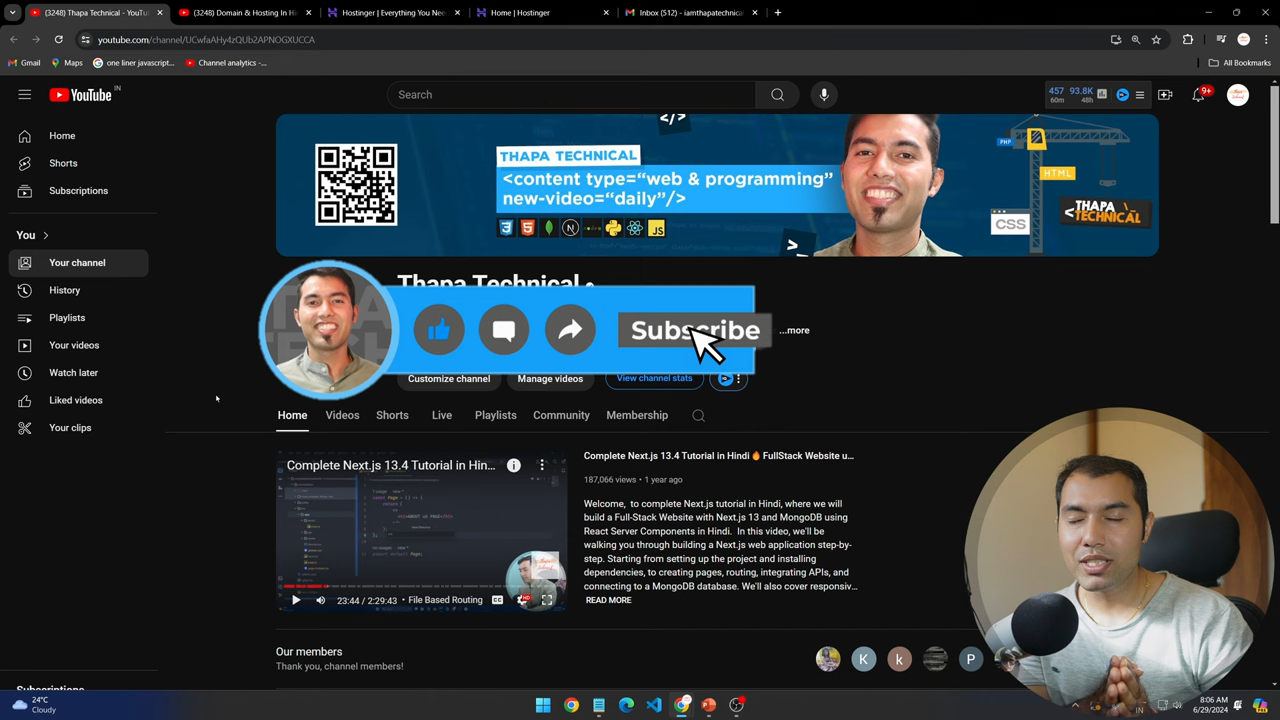 (3248) Thapa Technical - YouTub
(3248) Domain & Hosting In Hi
Hostinger | Everything You Nee
Home | Hostinger
Inbox (512) - iamthapatechnical
youtube.com/channel/UCwfaAHy4zQUb2APNOGXUCCA
Gmail
Maps
one liner javascript...
Channel analytics -...
All Bookmarks
YouTube IN
Search
457
60m
93.8K
48h
9+
Home
Shorts
Subscriptions
You
Your channel
History
Playlists
Your videos
Watch later
Liked videos
Your clips
</>
THAPA TECHNICAL
<content type="web & programming"
new-video="daily"/>
JS
PHP
HTML
CSS
THAPA
<TECHNICAL
>
Thapa Technical
Subscribe
...more
Customize channel
Manage videos
View channel stats
Home
Videos
Shorts
Live
Playlists
Community
Membership
Complete Next.js 13.4 Tutorial in Hin...
23:44 / 2:29:43 • File Based Routing
CC
HD
Complete Next.js 13.4 Tutorial in Hindi🔥 FullStack Website u...
187,066 views • 1 year ago
Welcome, to complete Next.js tutorial in Hindi, where we will
build a Full-Stack Website with Next.js 13 and MongoDB using
React Server Components in Hindi. In this video, we'll be
walking you through building a Next.js web application step-by-
step. Starting from setting up the project and installing
dependencies, to creating pages, routing, integrating APIs, and
connecting to a MongoDB database. We'll also cover responsiv...
READ MORE
Our members
Thank you, channel members!
K
k
P
Subscriptions
24°C
Cloudy
IN
8:06 AM
6/29/2024